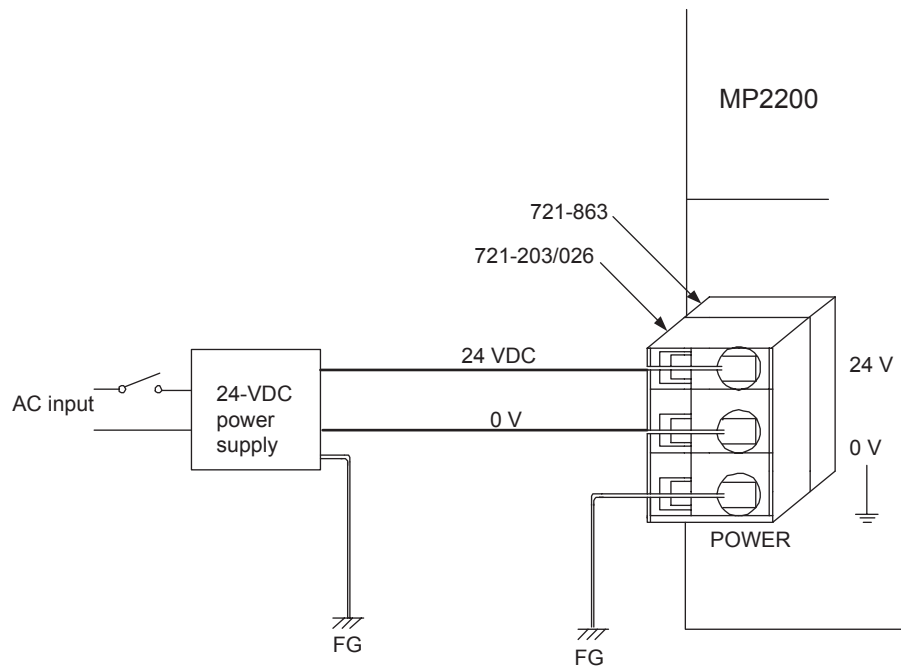 MP2200
721-863
721-203/026
24 VDC
24 V
AC input
24-VDC
power
supply
0 V
0 V
POWER
FG
FG